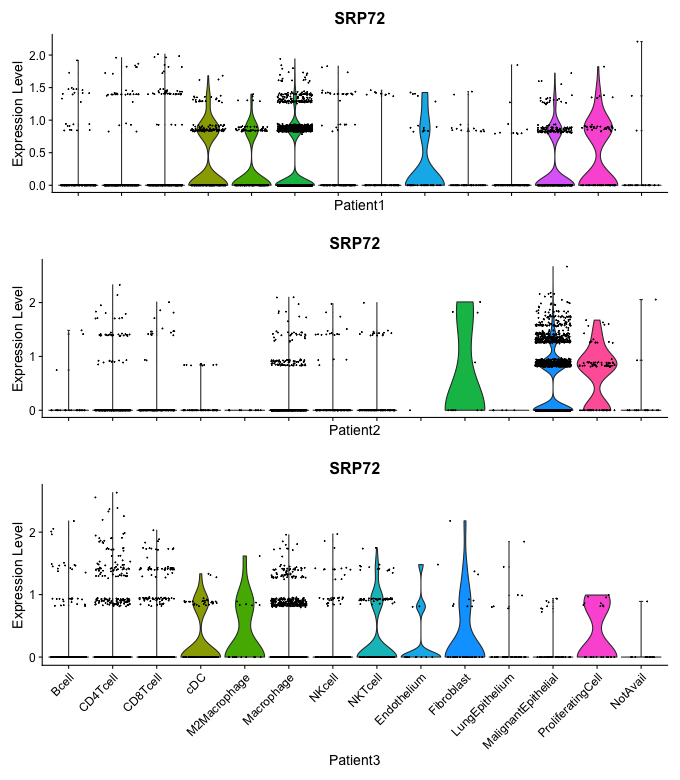 SRP72
Expression Level
2.0
1.5
1.0
0.5
0.0
Patient1
SRP72
Expression Level
2
1
0
Patient2
SRP72
Expression Level
2
1
0
Bcell
CD4Tcell
CD8Tcell
cDC
M2Macrophage
Macrophage
NKcell
NKTcell
Endothelium
Fibroblast
LungEpithelium
MalignantEpithelial
ProliferatingCell
NotAvail
Patient3